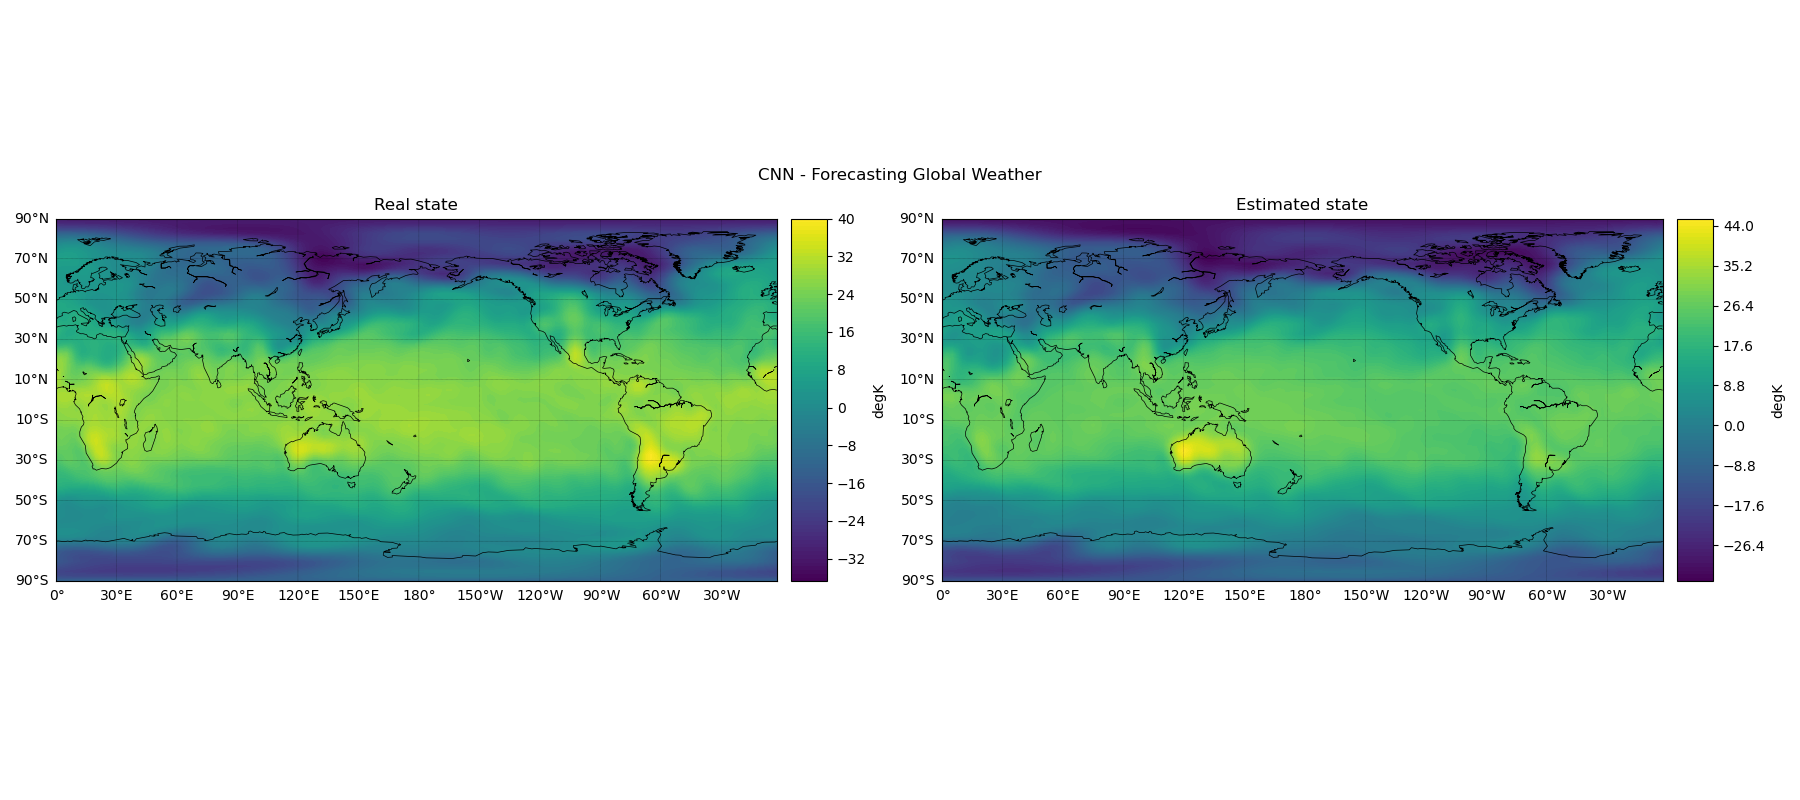 CNN - Forecasting Global Weather
Real state
90°N
70°N
50°N
30°N
10°N
10°S
30°S
50°S
70°S
90°S
0° 30°E 60°E 90°E 120°E 150°E 180° 150°W 120°W 90°W 60°W 30°W
40
32
24
16
8
0
−8
−16
−24
−32
degK
Estimated state
90°N
70°N
50°N
30°N
10°N
10°S
30°S
50°S
70°S
90°S
0° 30°E 60°E 90°E 120°E 150°E 180° 150°W 120°W 90°W 60°W 30°W
44.0
35.2
26.4
17.6
8.8
0.0
−8.8
−17.6
−26.4
degK